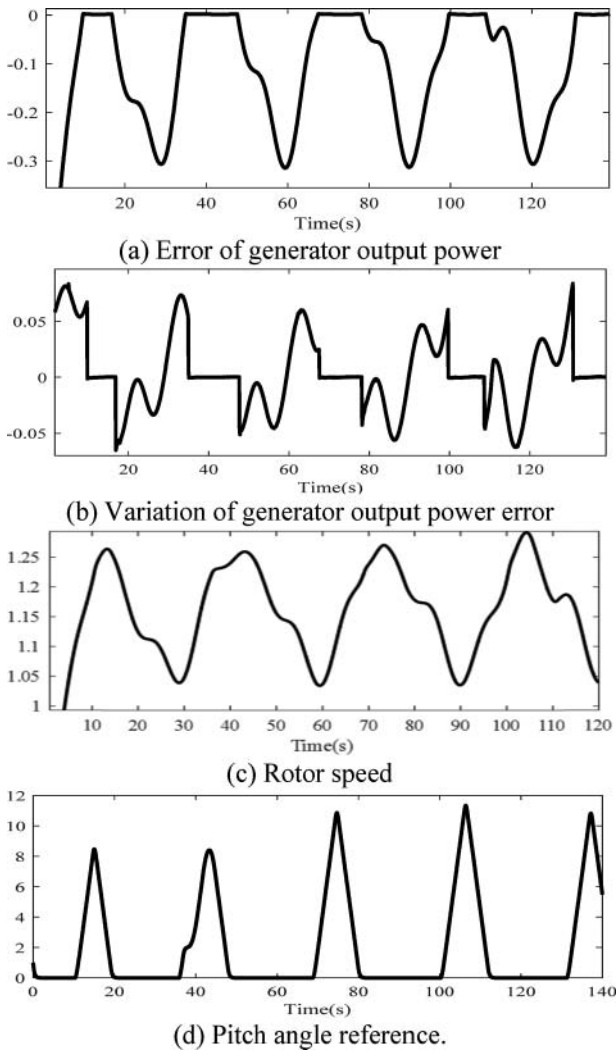 0
-0.1
-0.2
-0.3
20 40 60 80 100 120
Time(s)
(a) Error of generator output power
0.05
0
-0.05
20 40 60 80 100 120
Time(s)
(b) Variation of generator output power error
1.25
1.2
1.15
1.1
1.05
1
10 20 30 40 50 60 70 80 90 100 110 120
Time(s)
(c) Rotor speed
12
10
8
6
4
2
0
0 20 40 60 80 100 120 140
Time(s)
(d) Pitch angle reference.